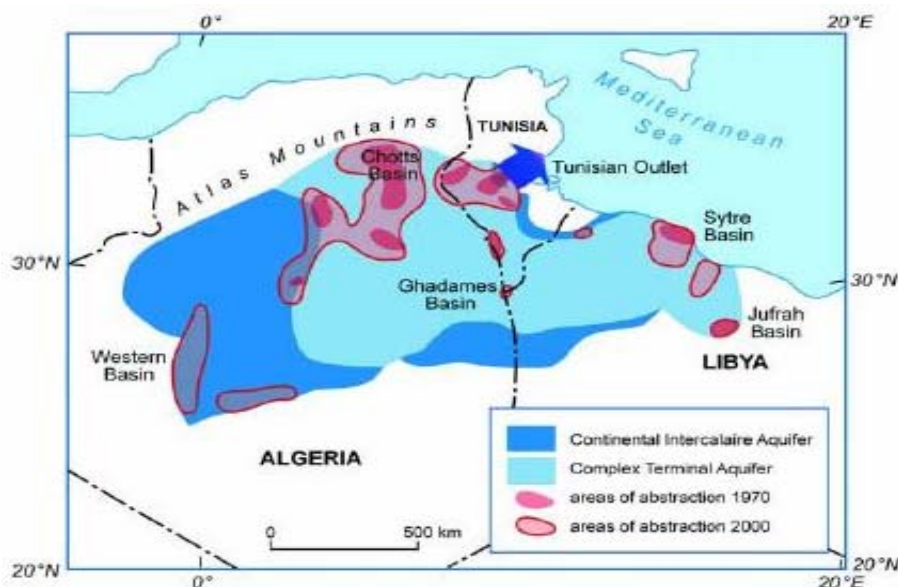 0°
20°E
Mediterranean
Sea
Atlas Mountains
TUNISIA
Chotts
Basin
Tunisian Outlet
Sytre
Basin
30°N
30°N
Ghadames
Basin
Jufrah
Basin
Western
Basin
LIBYA
ALGERIA
Continental Intercalaire Aquifer
Complex Terminal Aquifer
areas of abstraction 1970
areas of abstraction 2000
0
500 km
20°N
20°N
0°
20°E